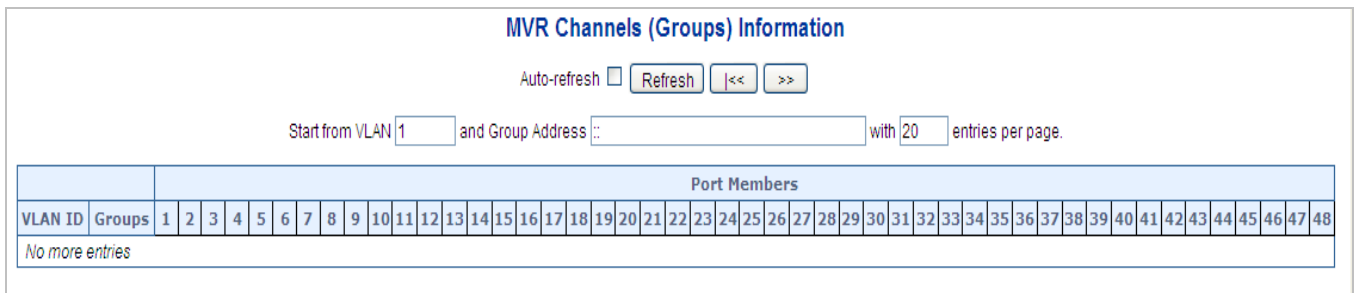 MVR Channels (Groups) Information
Auto-refresh Refresh |<< >>
Start from VLAN 1 and Group Address :: with 20 entries per page.
Port Members
VLAN ID Groups 1 2 3 4 5 6 7 8 9 10 11 12 13 14 15 16 17 18 19 20 21 22 23 24 25 26 27 28 29 30 31 32 33 34 35 36 37 38 39 40 41 42 43 44 45 46 47 48
No more entries